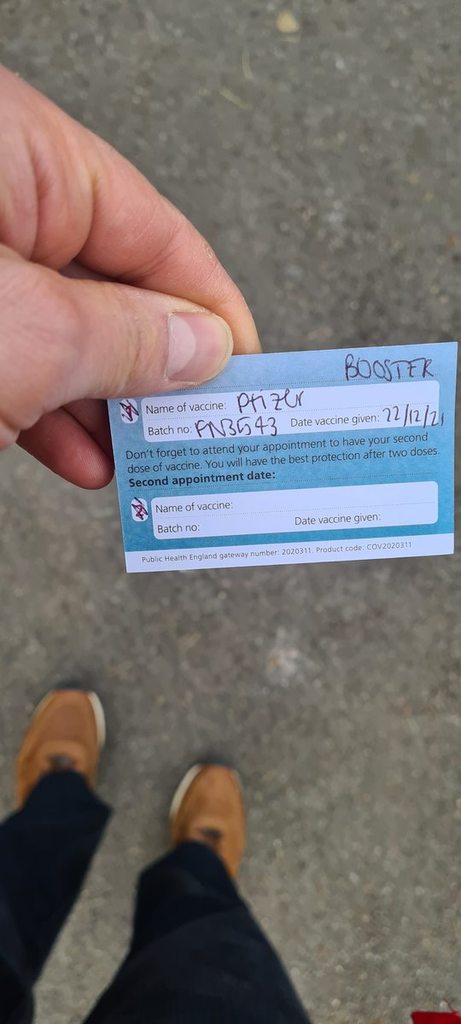 BOOSTER
Name of vaccine: Pfizer
Batch no: FN3543 Date vaccine given: 22/12/21
Don't forget to attend your appointment to have your second
dose of vaccine. You will have the best protection after two doses.
Second appointment date:
Name of vaccine:
Batch no: Date vaccine given:
Public Health England gateway number: 2020311. Product code: COV2020311